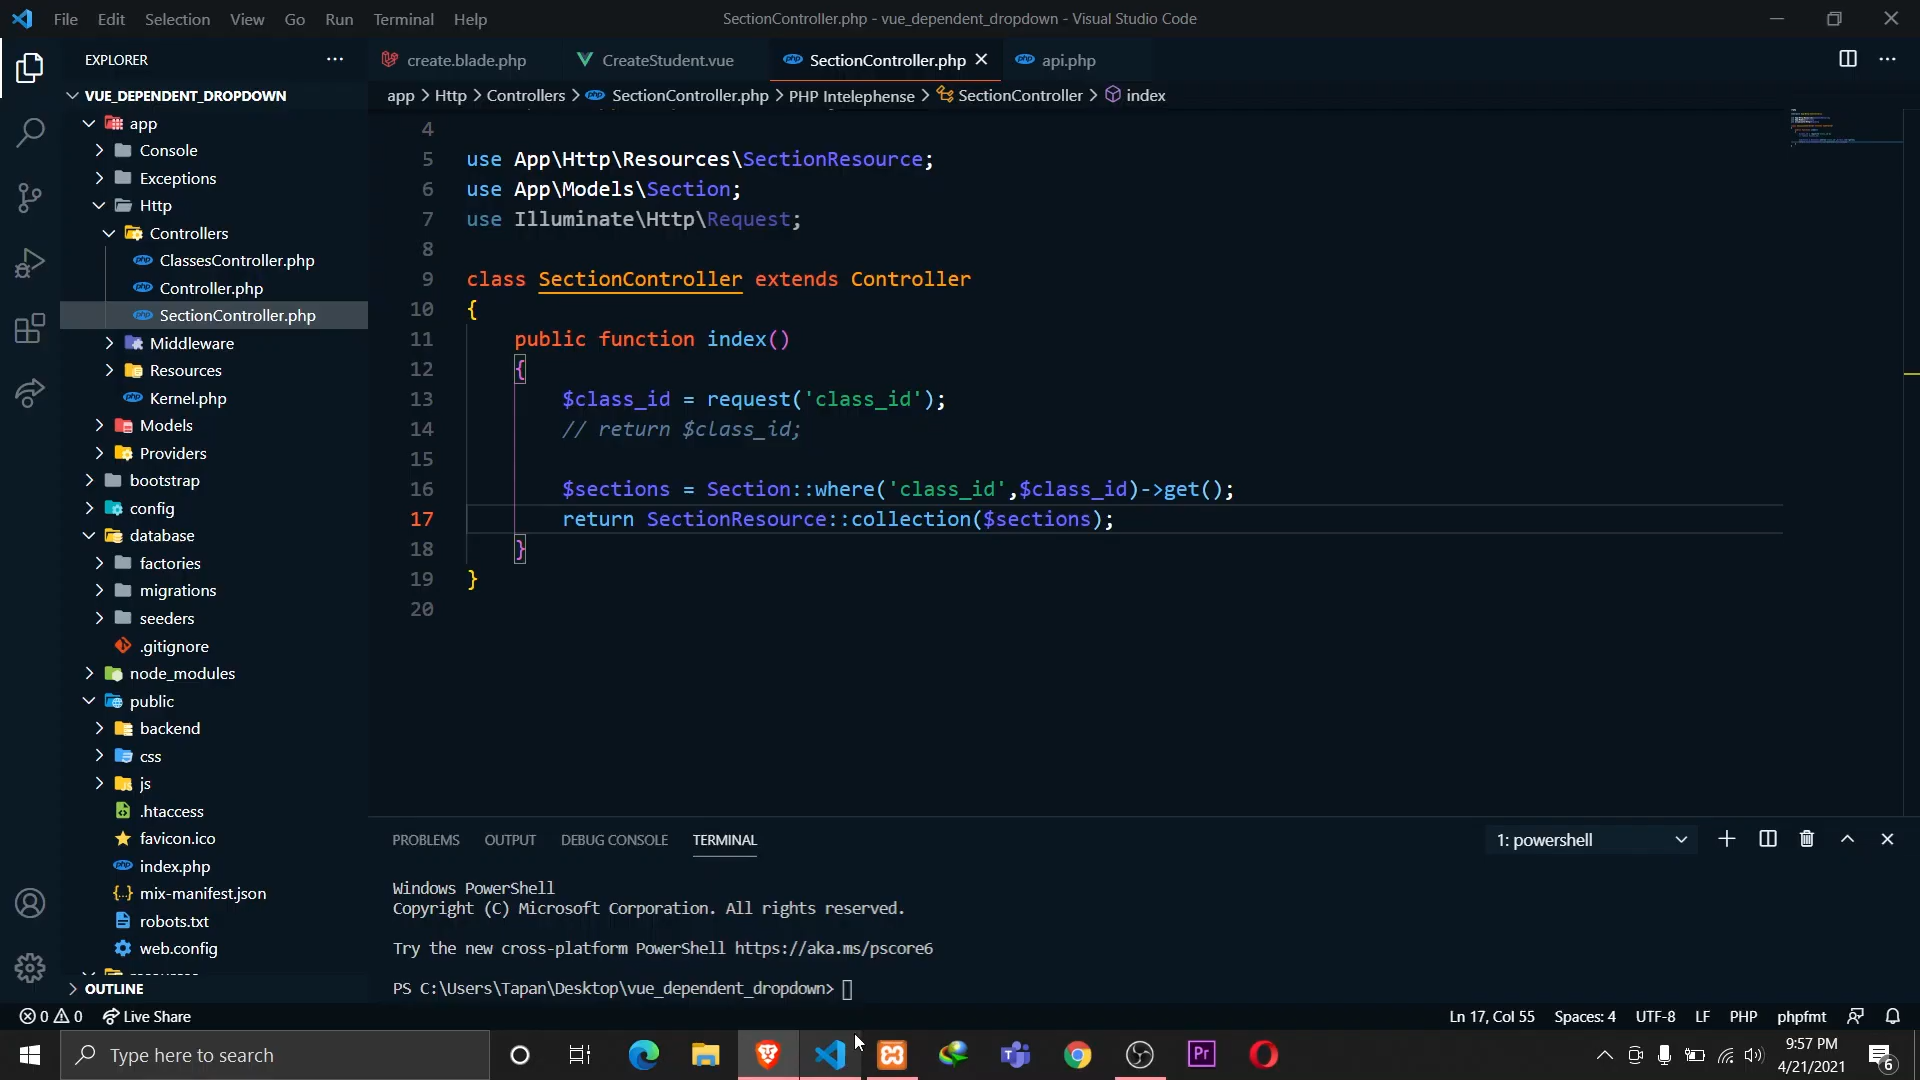 File Edit Selection View Go Run Terminal Help
SectionController.php - vue_dependent_dropdown - Visual Studio Code
EXPLORER
create.blade.php
CreateStudent.vue
SectionController.php
api.php
app > Http > Controllers > SectionController.php > PHP Intelephense > SectionController > index
VUE_DEPENDENT_DROPDOWN
app
Console
Exceptions
Http
Controllers
ClassesController.php
Controller.php
SectionController.php
Middleware
Resources
Kernel.php
Models
Providers
bootstrap
config
database
factories
migrations
seeders
.gitignore
node_modules
public
backend
css
js
.htaccess
favicon.ico
index.php
mix-manifest.json
robots.txt
web.config
OUTLINE
4
5 use App\Http\Resources\SectionResource;
6 use App\Models\Section;
7 use Illuminate\Http\Request;
8
9 class SectionController extends Controller
10 {
11 public function index()
12 {
13 $class_id = request('class_id');
14 // return $class_id;
15
16 $sections = Section::where('class_id',$class_id)->get();
17 return SectionResource::collection($sections);
18 }
19 }
20
PROBLEMS OUTPUT DEBUG CONSOLE TERMINAL
1: powershell
Windows PowerShell
Copyright (C) Microsoft Corporation. All rights reserved.
Try the new cross-platform PowerShell https://aka.ms/pscore6
PS C:\Users\Tapan\Desktop\vue_dependent_dropdown>
0 0 Live Share
Ln 17, Col 55 Spaces: 4 UTF-8 LF PHP phpfmt
Type here to search
Pr
9:57 PM
4/21/2021
6